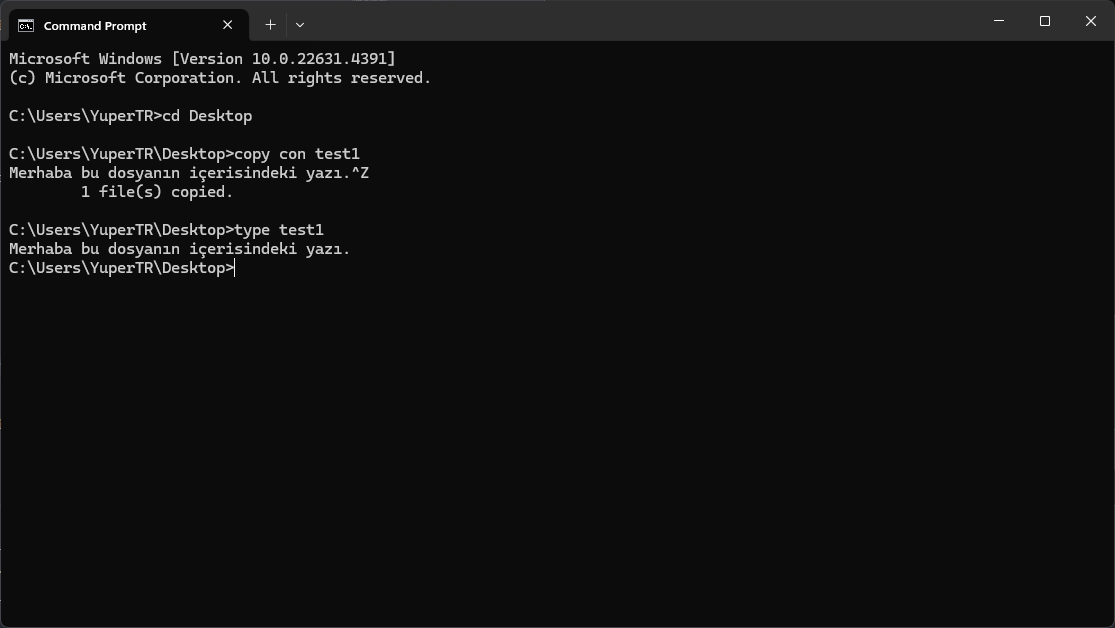 Command Prompt
Microsoft Windows [Version 10.0.22631.4391]
(c) Microsoft Corporation. All rights reserved.
C:\Users\YuperTR>cd Desktop
C:\Users\YuperTR\Desktop>copy con test1
Merhaba bu dosyanın içerisindeki yazı.^Z
        1 file(s) copied.
C:\Users\YuperTR\Desktop>type test1
Merhaba bu dosyanın içerisindeki yazı.
C:\Users\YuperTR\Desktop>